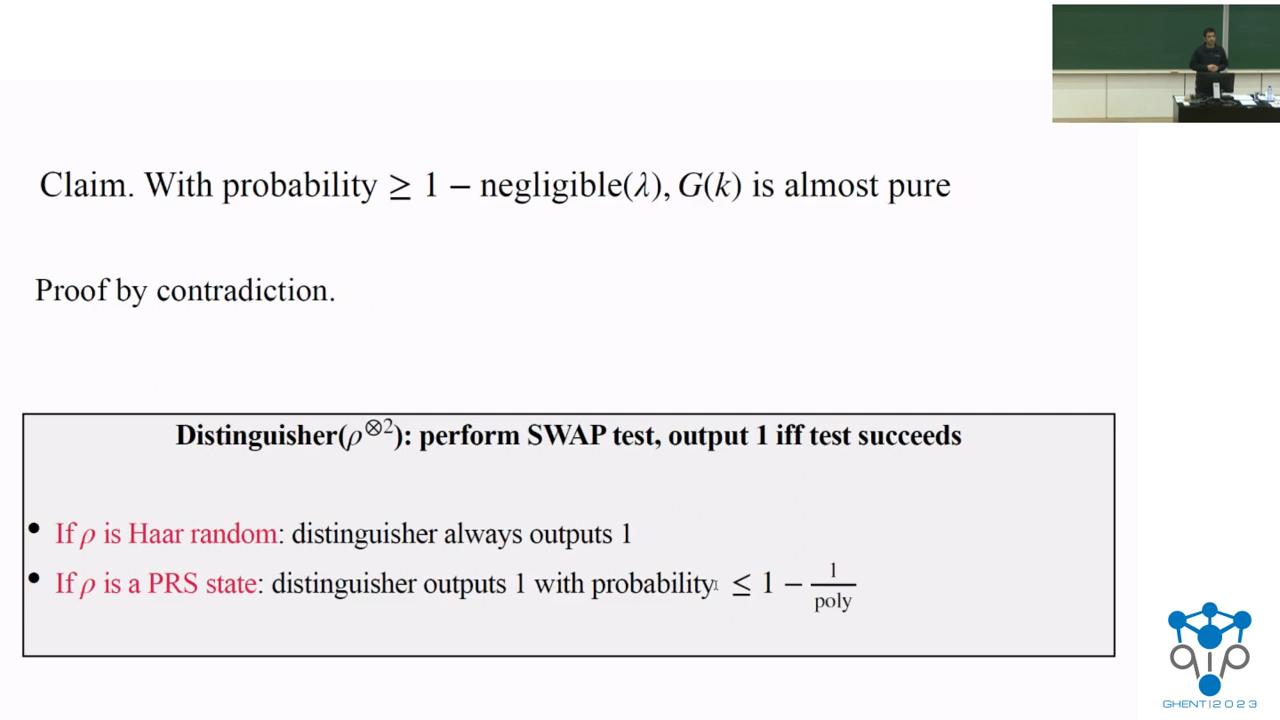 Claim. With probability ≥ 1 − negligible(λ), G(k) is almost pure
Proof by contradiction.
Distinguisher(ρ⊗2): perform SWAP test, output 1 iff test succeeds
• If ρ is Haar random: distinguisher always outputs 1
• If ρ is a PRS state: distinguisher outputs 1 with probability ≤ 1 − 1/poly
qip
GHENT|2023